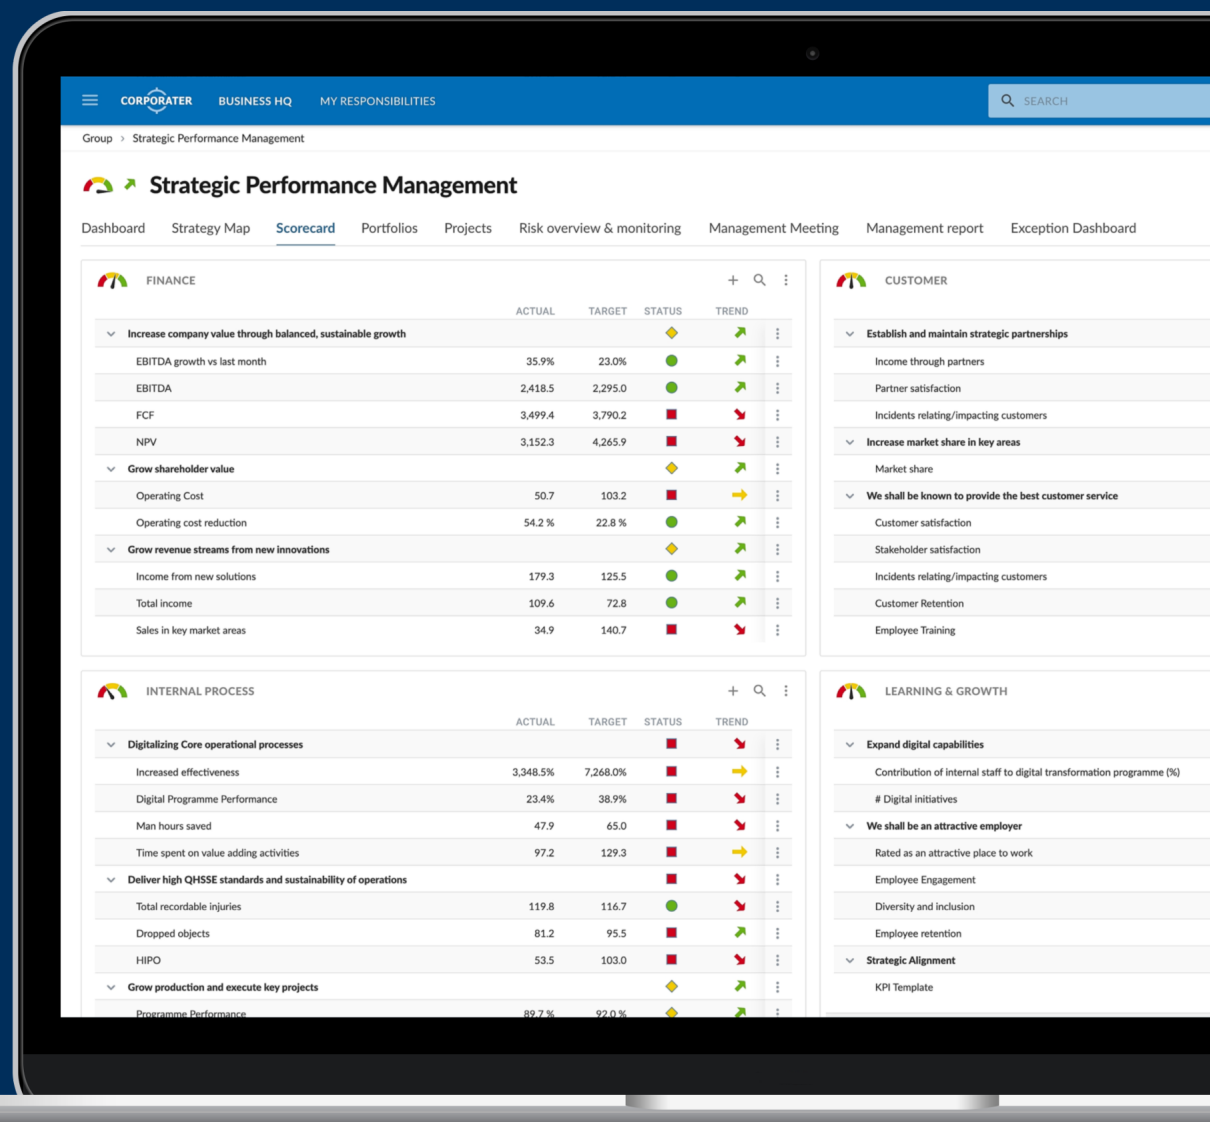 CORPORATER BUSINESS HQ MY RESPONSIBILITIES SEARCH
Group > Strategic Performance Management
Strategic Performance Management
Dashboard Strategy Map Scorecard Portfolios Projects Risk overview & monitoring Management Meeting Management report Exception Dashboard
FINANCE
ACTUAL TARGET STATUS TREND
Increase company value through balanced, sustainable growth
EBITDA growth vs last month 35.9% 23.0%
EBITDA 2,418.5 2,295.0
FCF 3,499.4 3,790.2
NPV 3,152.3 4,265.9
Grow shareholder value
Operating Cost 50.7 103.2
Operating cost reduction 54.2 % 22.8 %
Grow revenue streams from new innovations
Income from new solutions 179.3 125.5
Total income 109.6 72.8
Sales in key market areas 34.9 140.7
CUSTOMER
Establish and maintain strategic partnerships
Income through partners
Partner satisfaction
Incidents relating/impacting customers
Increase market share in key areas
Market share
We shall be known to provide the best customer service
Customer satisfaction
Stakeholder satisfaction
Incidents relating/impacting customers
Customer Retention
Employee Training
INTERNAL PROCESS
ACTUAL TARGET STATUS TREND
Digitalizing Core operational processes
Increased effectiveness 3,348.5% 7,268.0%
Digital Programme Performance 23.4% 38.9%
Man hours saved 47.9 65.0
Time spent on value adding activities 97.2 129.3
Deliver high QHSSE standards and sustainability of operations
Total recordable injuries 119.8 116.7
Dropped objects 81.2 95.5
HIPO 53.5 103.0
Grow production and execute key projects
Programme Performance 89.7 % 92.0 %
LEARNING & GROWTH
Expand digital capabilities
Contribution of internal staff to digital transformation programme (%)
# Digital initiatives
We shall be an attractive employer
Rated as an attractive place to work
Employee Engagement
Diversity and inclusion
Employee retention
Strategic Alignment
KPI Template